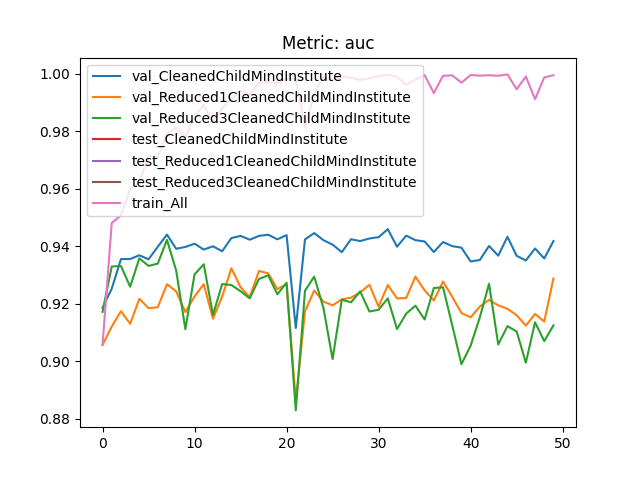 Metric: auc
1.00
0.98
0.96
0.94
0.92
0.90
0.88
val_CleanedChildMindInstitute
val_Reduced1CleanedChildMindInstitute
val_Reduced3CleanedChildMindInstitute
test_CleanedChildMindInstitute
test_Reduced1CleanedChildMindInstitute
test_Reduced3CleanedChildMindInstitute
train_All
0 10 20 30 40 50